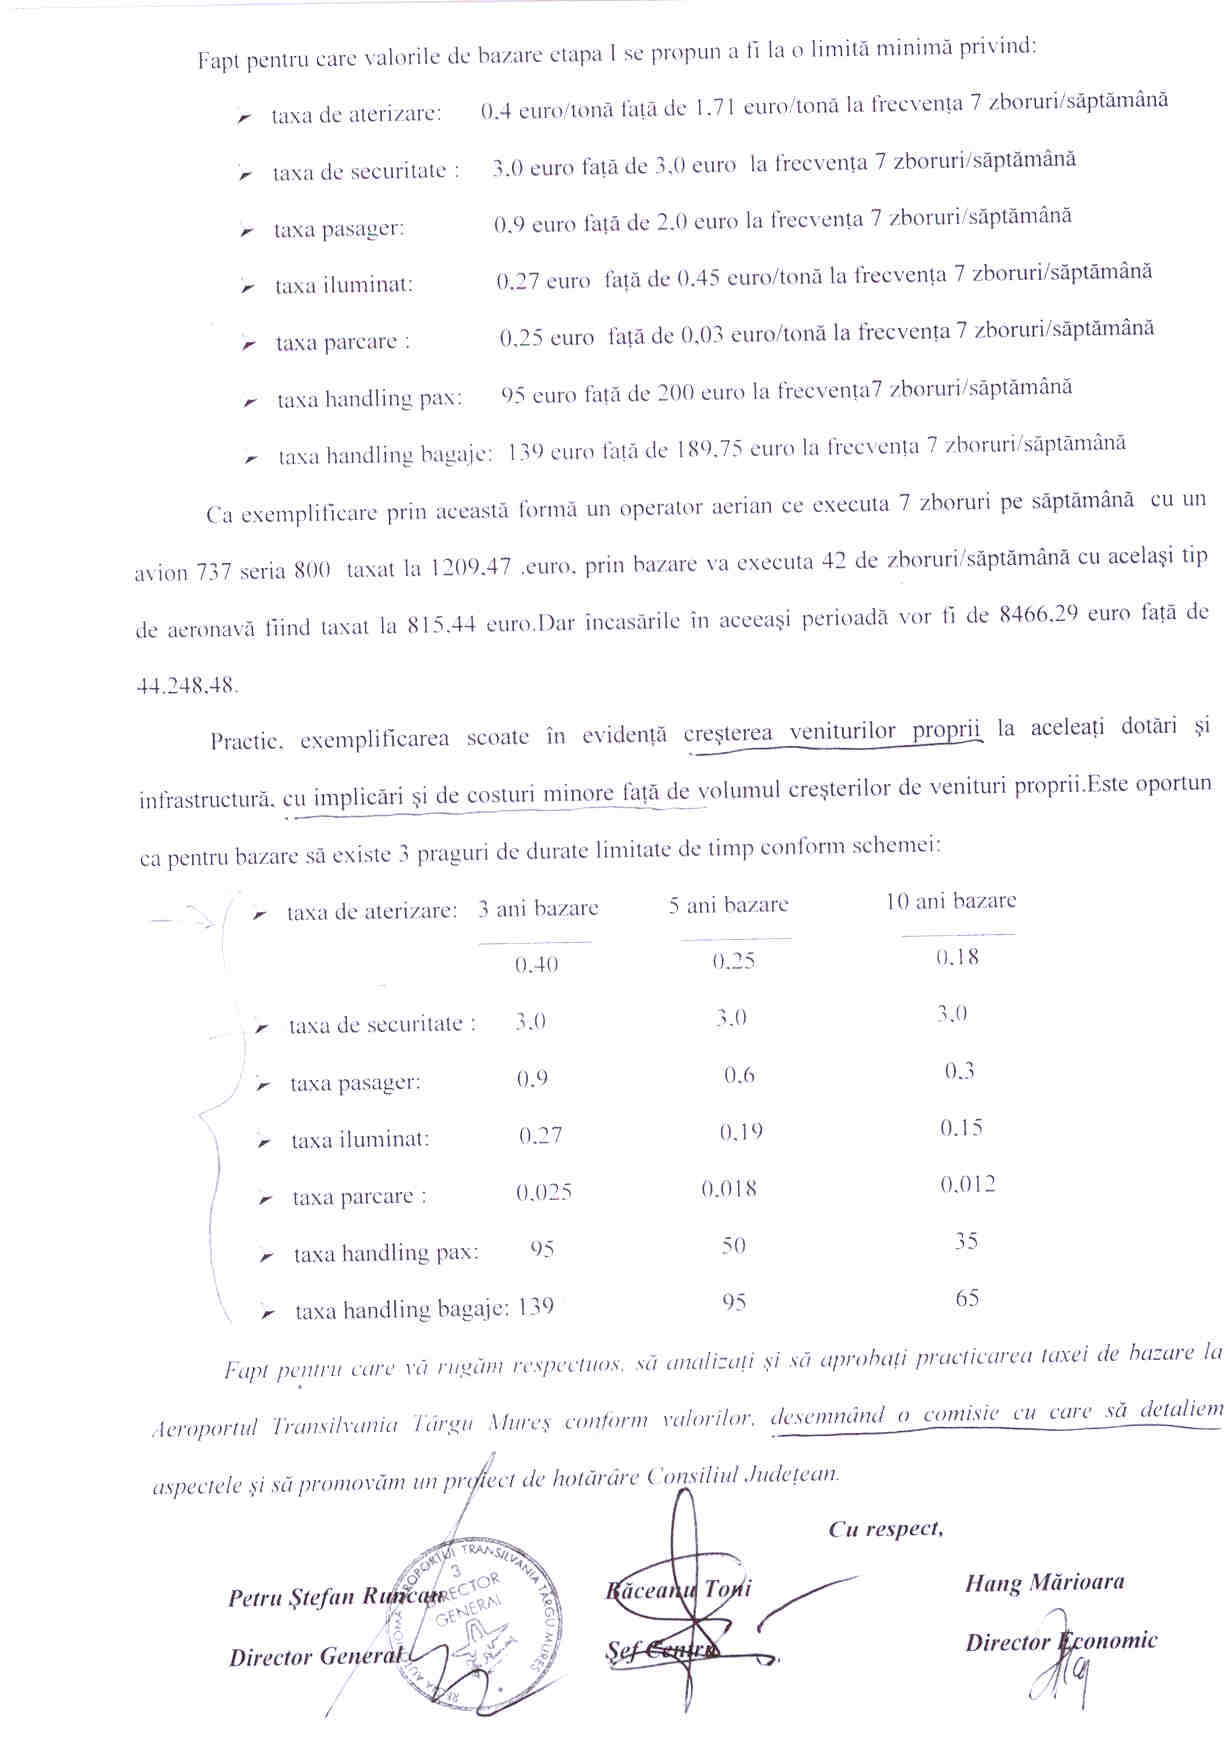 Fapt pentru care valorile de bazare etapa I se propun a fi la o limită minimă privind:
➢ taxa de aterizare: 0.4 euro/tonă față de 1.71 euro/tonă la frecvența 7 zboruri/săptămână
➢ taxa de securitate : 3.0 euro față de 3,0 euro la frecvența 7 zboruri/săptămână
➢ taxa pasager: 0.9 euro față de 2.0 euro la frecvența 7 zboruri/săptămână
➢ taxa iluminat: 0.27 euro față de 0.45 euro/tonă la frecvența 7 zboruri/săptămână
➢ taxa parcare : 0.25 euro față de 0,03 euro/tonă la frecvența 7 zboruri/săptămână
➢ taxa handling pax: 95 euro față de 200 euro la frecvența7 zboruri/săptămână
➢ taxa handling bagaje: 139 euro față de 189.75 euro la frecvența 7 zboruri/săptămână
Ca exemplificare prin această formă un operator aerian ce executa 7 zboruri pe săptămână cu un
avion 737 seria 800 taxat la 1209.47 .euro, prin bazare va executa 42 de zboruri/săptămână cu același tip
de aeronavă fiind taxat la 815.44 euro.Dar încasările în aceeași perioadă vor fi de 8466.29 euro față de
44.248,48.
Practic, exemplificarea scoate în evidență creșterea veniturilor proprii la aceleați dotări și
infrastructură, cu implicări și de costuri minore față de volumul creșterilor de venituri proprii.Este oportun
ca pentru bazare să existe 3 praguri de durate limitate de timp conform schemei:
➢ taxa de aterizare: 3 ani bazare 5 ani bazare 10 ani bazare
0.40 0.25 0.18
➢ taxa de securitate : 3.0 3.0 3.0
➢ taxa pasager: 0.9 0.6 0.3
➢ taxa iluminat: 0.27 0.19 0.15
➢ taxa parcare : 0.025 0.018 0.012
➢ taxa handling pax: 95 50 35
➢ taxa handling bagaje: 139 95 65
Fapt pentru care vă rugăm respectuos, să analizați și să aprobați practicarea taxei de bazare la
Aeroportul Transilvania Târgu Mureș conform valorilor, desemnând o comisie cu care să detaliem
aspectele și să promovăm un proiect de hotărâre Consiliul Județean.
Cu respect,
Petru Ștefan Runcan Băceanu Toni Hang Mărioara
Director General Șef Centru Director Economic
AEROPORTUL TRANSILVANIA TÂRGU MUREȘ
3
DIRECTOR
GENERAL